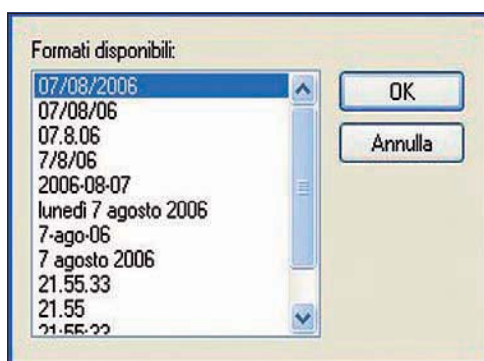 Formati disponibili:
07/08/2006
07/08/06
07.8.06
7/8/06
2006-08-07
lunedì 7 agosto 2006
7-ago-06
7 agosto 2006
21.55.33
21.55
OK
Annulla